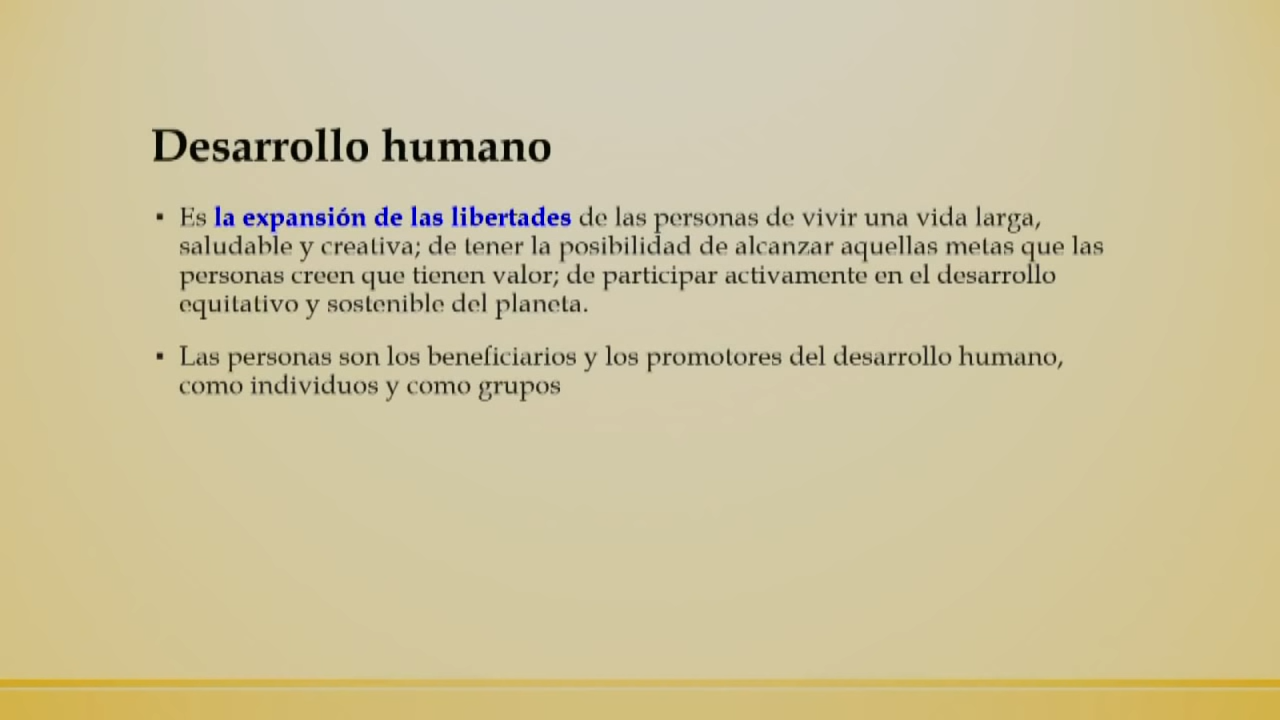 Desarrollo humano
▪ Es la expansión de las libertades de las personas de vivir una vida larga,
saludable y creativa; de tener la posibilidad de alcanzar aquellas metas que las
personas creen que tienen valor; de participar activamente en el desarrollo
equitativo y sostenible del planeta.
▪ Las personas son los beneficiarios y los promotores del desarrollo humano,
como individuos y como grupos